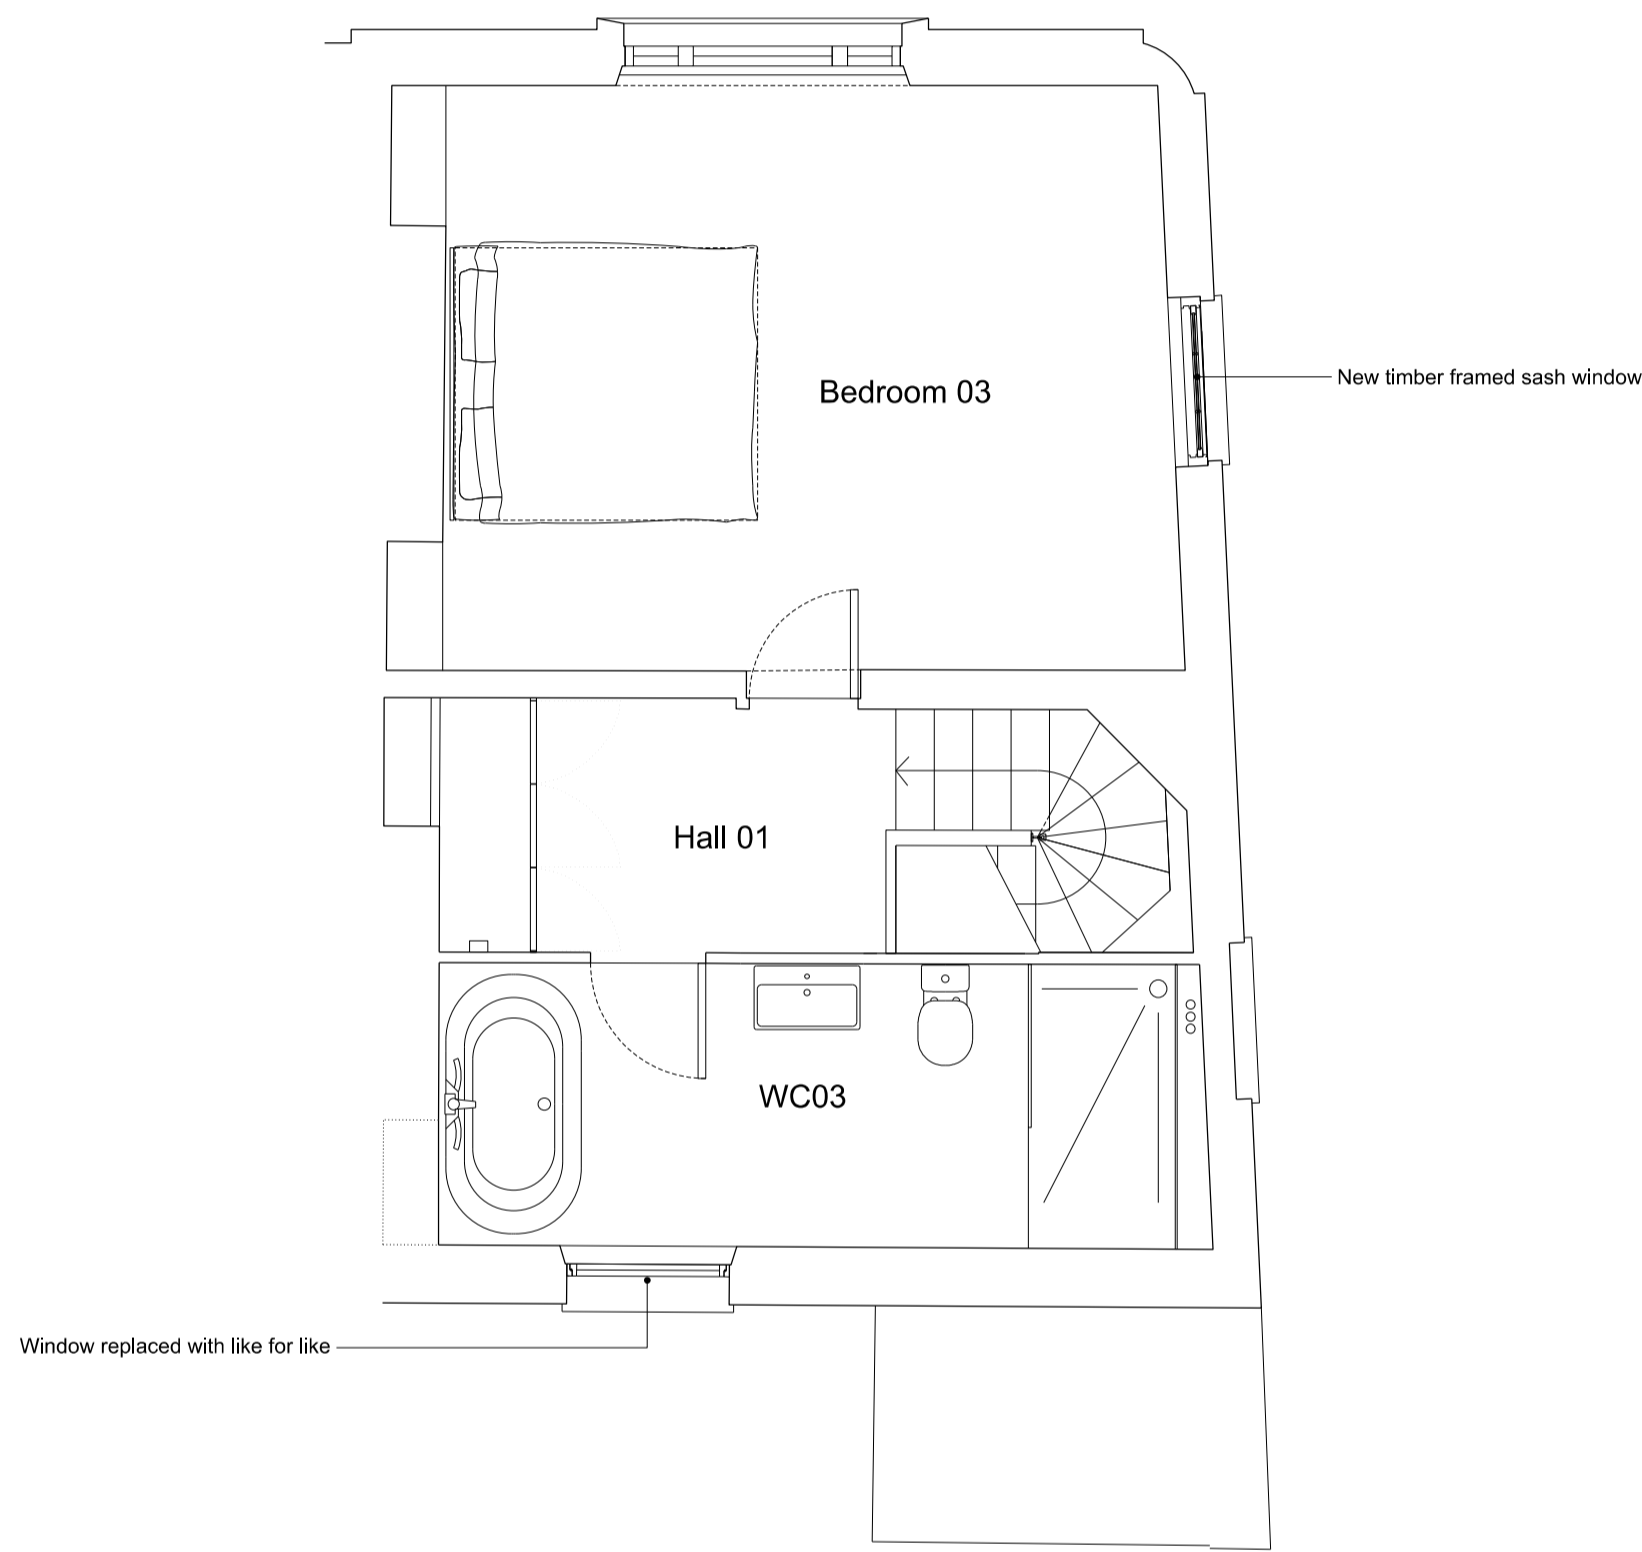 Bedroom 03
New timber framed sash window
Hall 01
WC03
Window replaced with like for like